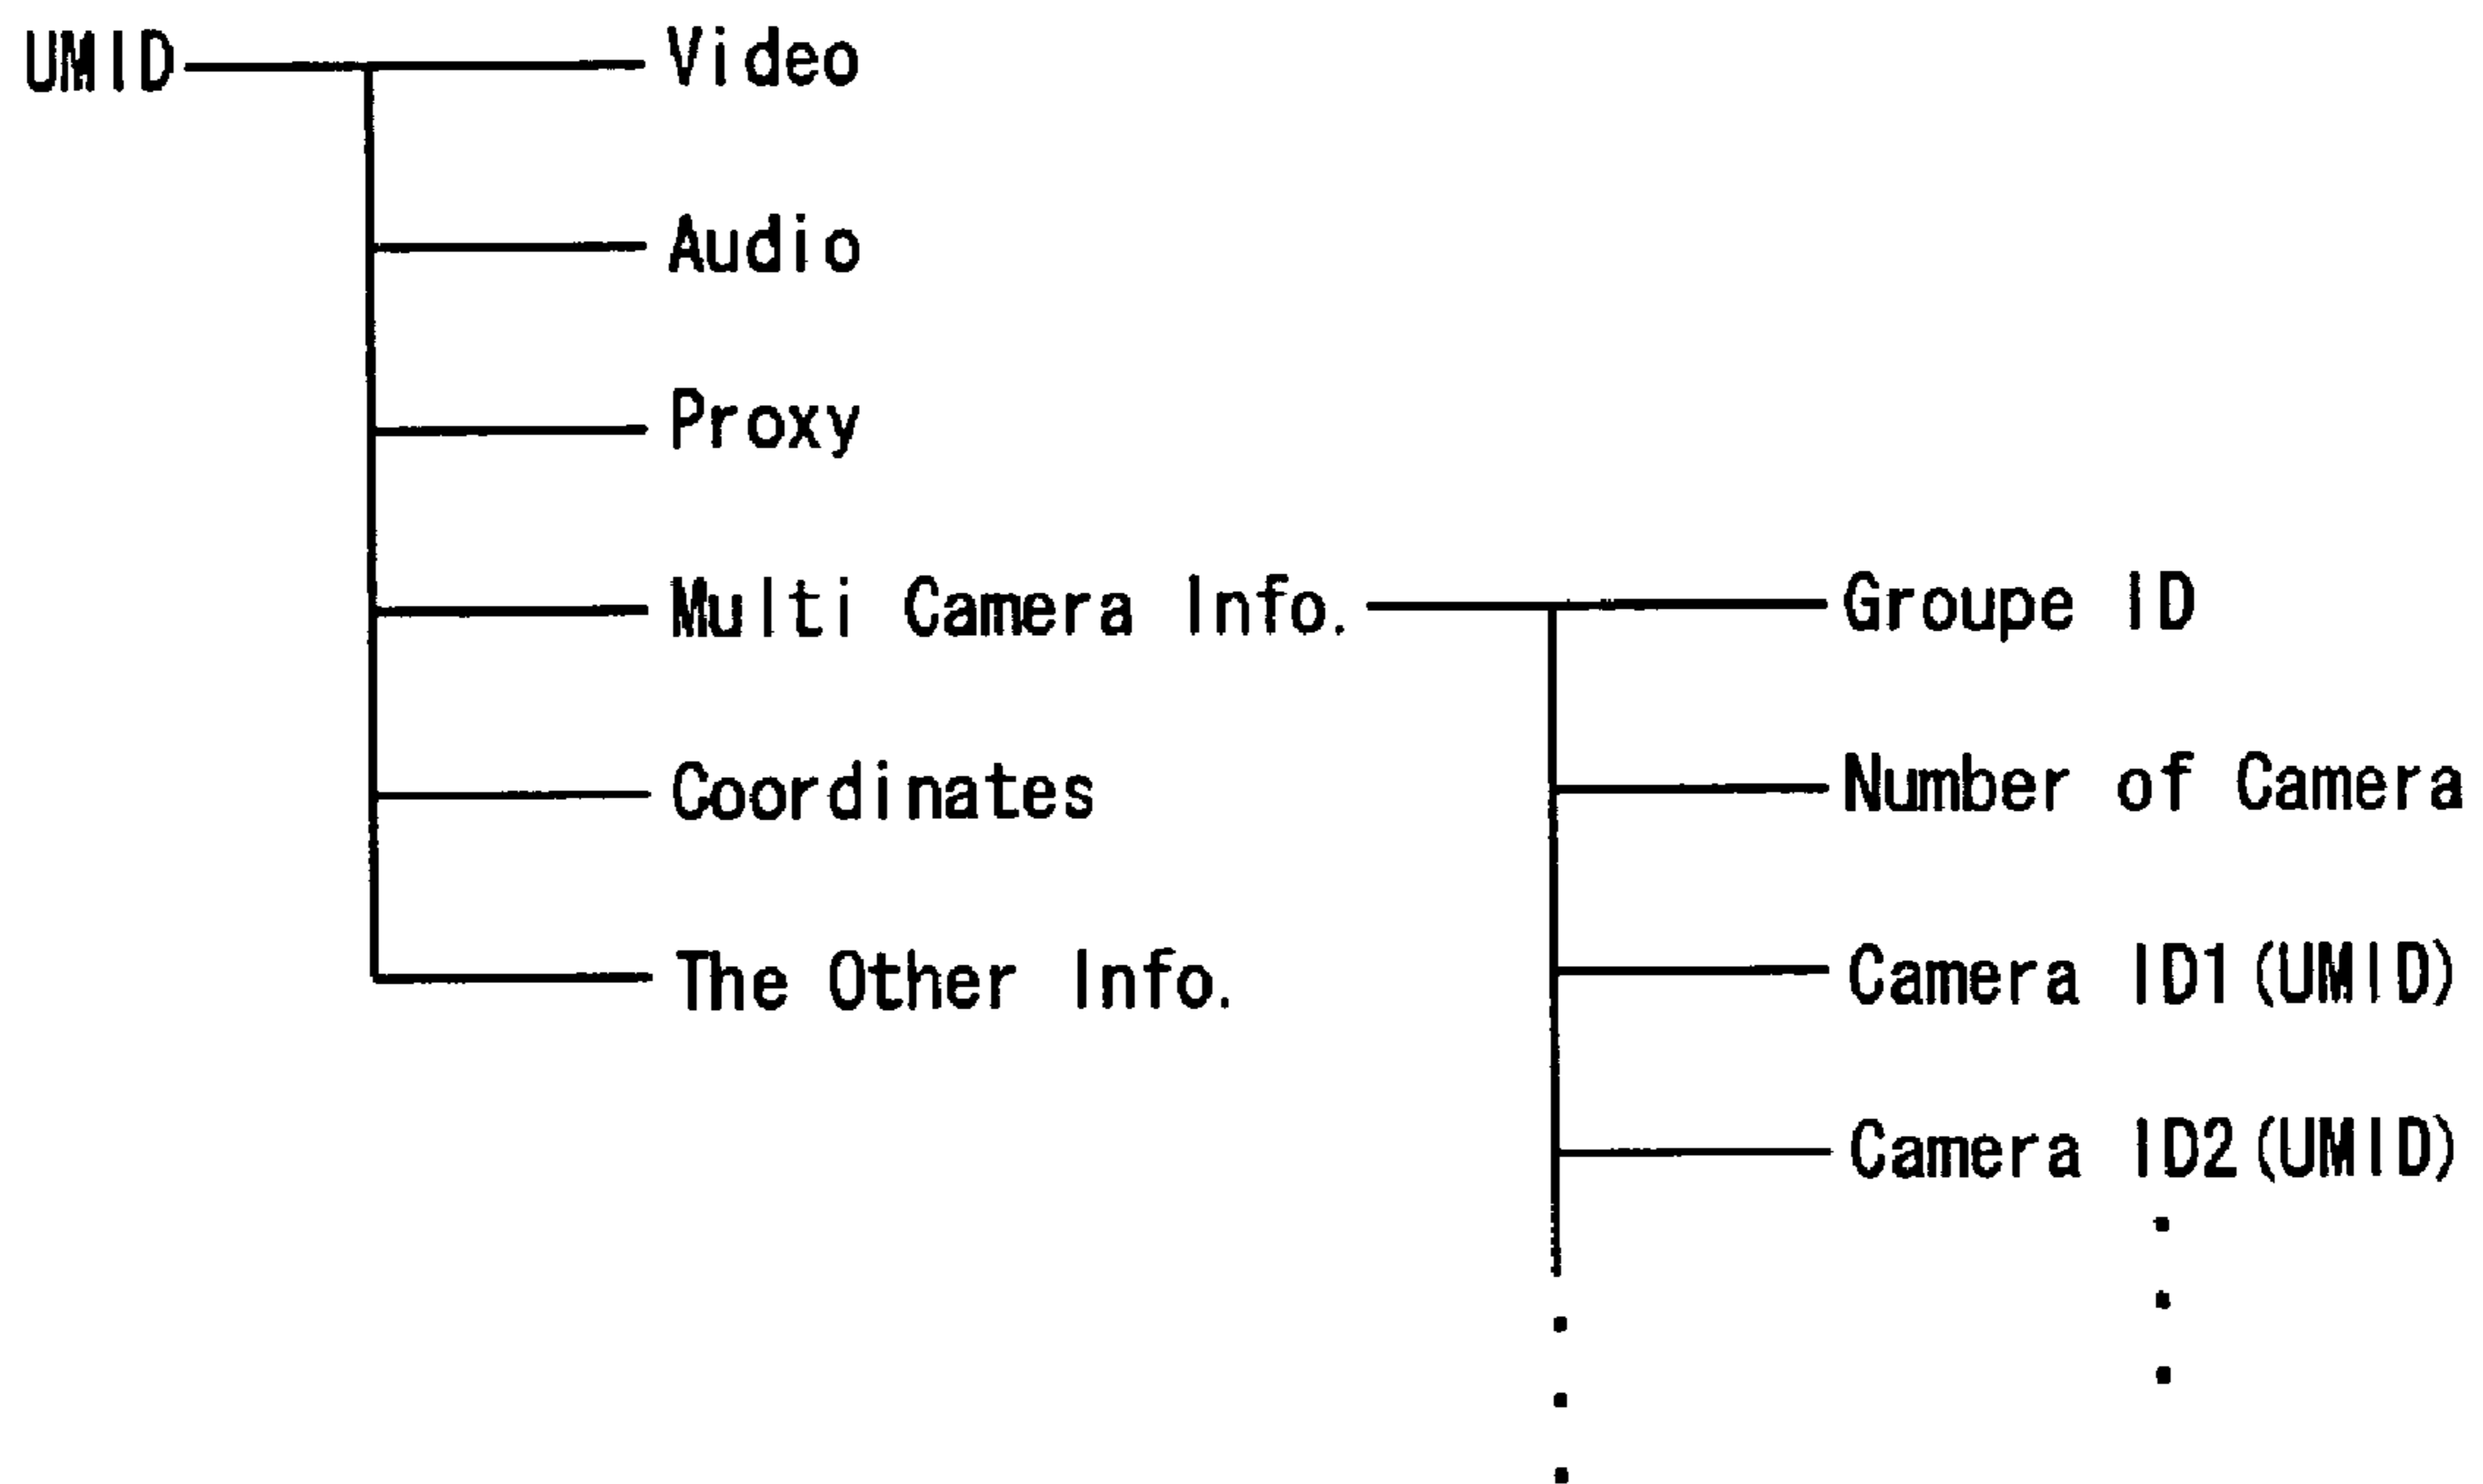 UMID
Video
Audio
Proxy
Multi Camera Info.
Groupe ID
Coordinates
Number of Camera
The Other Info.
Camera ID1(UMID)
Camera ID2(UMID)